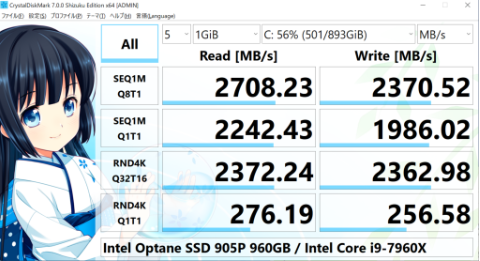 CrystalDiskMark 7.0.0 Shizuku Edition x64 [ADMIN]
ファイル(F) 設定(S) プロファイル(P) テーマ(T) ヘルプ(H) 言語(Language)
All 5 1GiB C: 56% (501/893GiB) MB/s
Read [MB/s] Write [MB/s]
SEQ1M Q8T1 2708.23 2370.52
SEQ1M Q1T1 2242.43 1986.02
RND4K Q32T16 2372.24 2362.98
RND4K Q1T1 276.19 256.58
Intel Optane SSD 905P 960GB / Intel Core i9-7960X